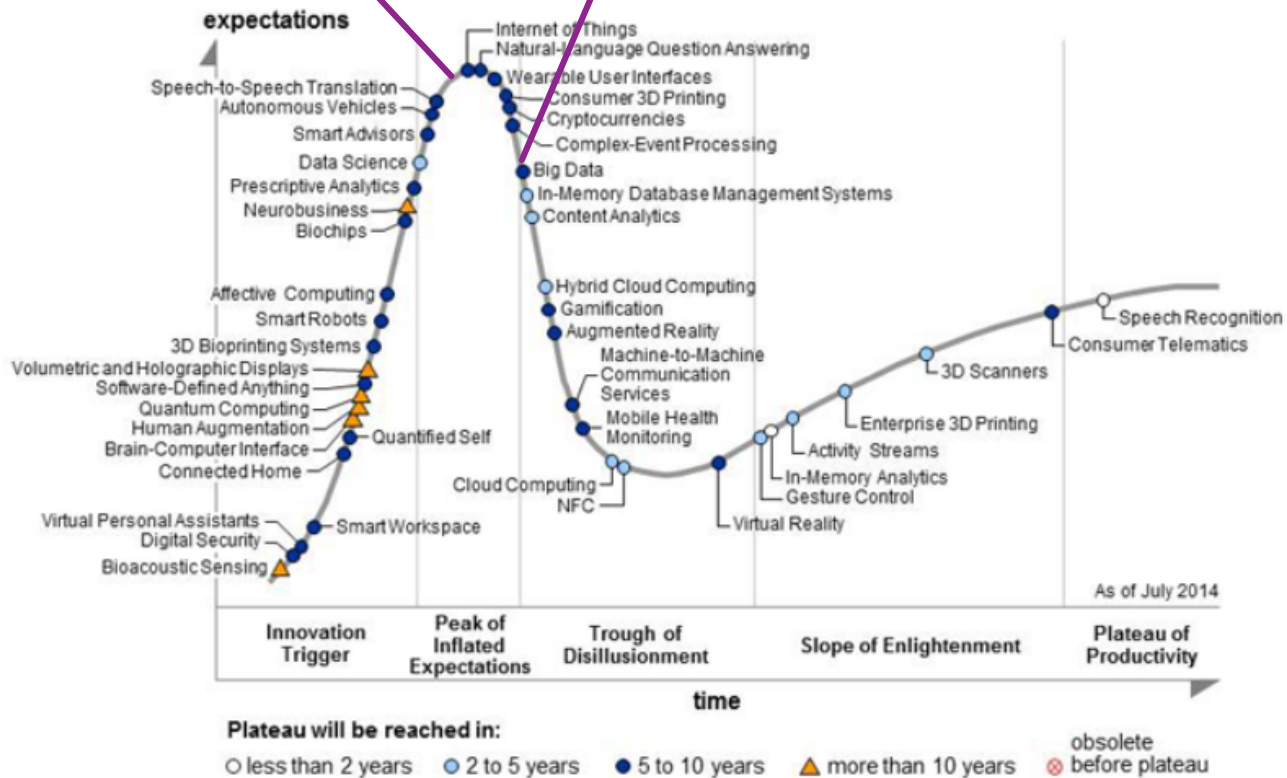 expectations
Internet of Things
Natural-Language Question Answering
Wearable User Interfaces
Speech-to-Speech Translation
Consumer 3D Printing
Autonomous Vehicles
Cryptocurrencies
Smart Advisors
Complex-Event Processing
Data Science
Big Data
Prescriptive Analytics
In-Memory Database Management Systems
Neurobusiness
Content Analytics
Biochips
Affective Computing
Hybrid Cloud Computing
Gamification
Smart Robots
Augmented Reality
3D Bioprinting Systems
Machine-to-Machine
Communication
Services
Volumetric and Holographic Displays
Software-Defined Anything
Quantum Computing
Human Augmentation
Mobile Health
Monitoring
Brain-Computer Interface
Quantified Self
Connected Home
Cloud Computing
NFC
Virtual Personal Assistants
Smart Workspace
Digital Security
Bioacoustic Sensing
Virtual Reality
Gesture Control
In-Memory Analytics
Activity Streams
Enterprise 3D Printing
3D Scanners
Consumer Telematics
Speech Recognition
As of July 2014
Innovation
Trigger
Peak of
Inflated
Expectations
Trough of
Disillusionment
Slope of Enlightenment
Plateau of
Productivity
time
Plateau will be reached in:
less than 2 years
2 to 5 years
5 to 10 years
more than 10 years
obsolete
before plateau